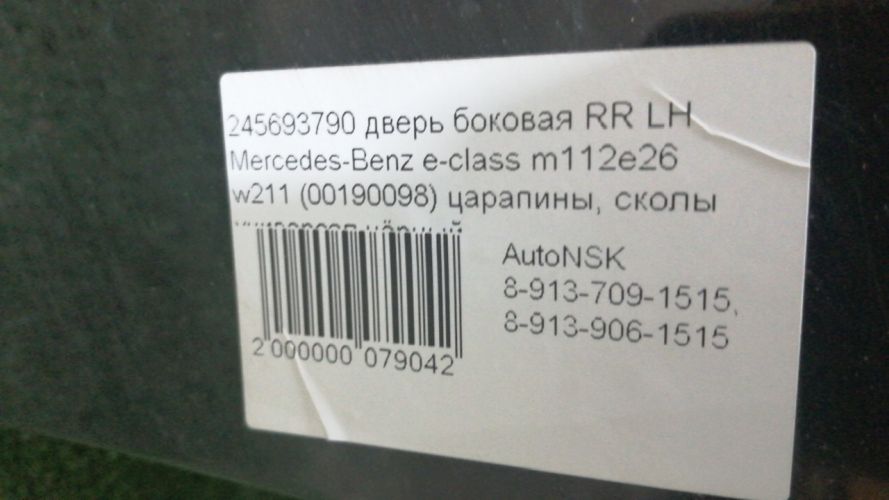 245693790 дверь боковая RR LH
Mercedes-Benz e-class m112e26
w211 (00190098) царапины, сколы
AutoNSK
8-913-709-1515,
8-913-906-1515
2 000000 079042